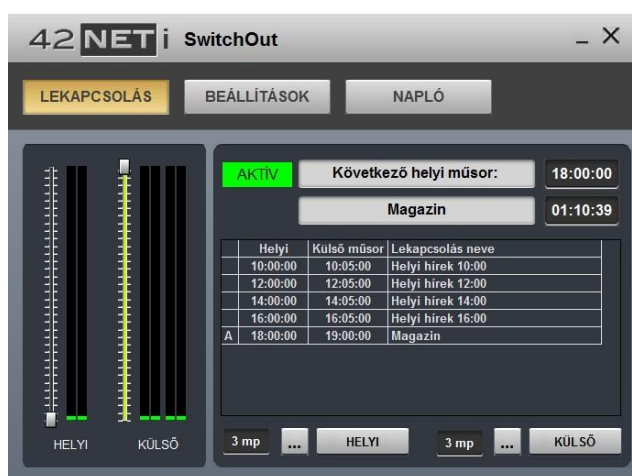 42 NETi SwitchOut
LEKAPCSOLÁS BEÁLLÍTÁSOK NAPLÓ
AKTÍV Következő helyi műsor: 18:00:00
Magazin 01:10:39
Helyi Külső műsor Lekapcsolás neve
10:00:00 10:05:00 Helyi hírek 10:00
12:00:00 12:05:00 Helyi hírek 12:00
14:00:00 14:05:00 Helyi hírek 14:00
16:00:00 16:05:00 Helyi hírek 16:00
A 18:00:00 19:00:00 Magazin
HELYI KÜLSŐ
3 mp ... HELYI 3 mp ... KÜLSŐ